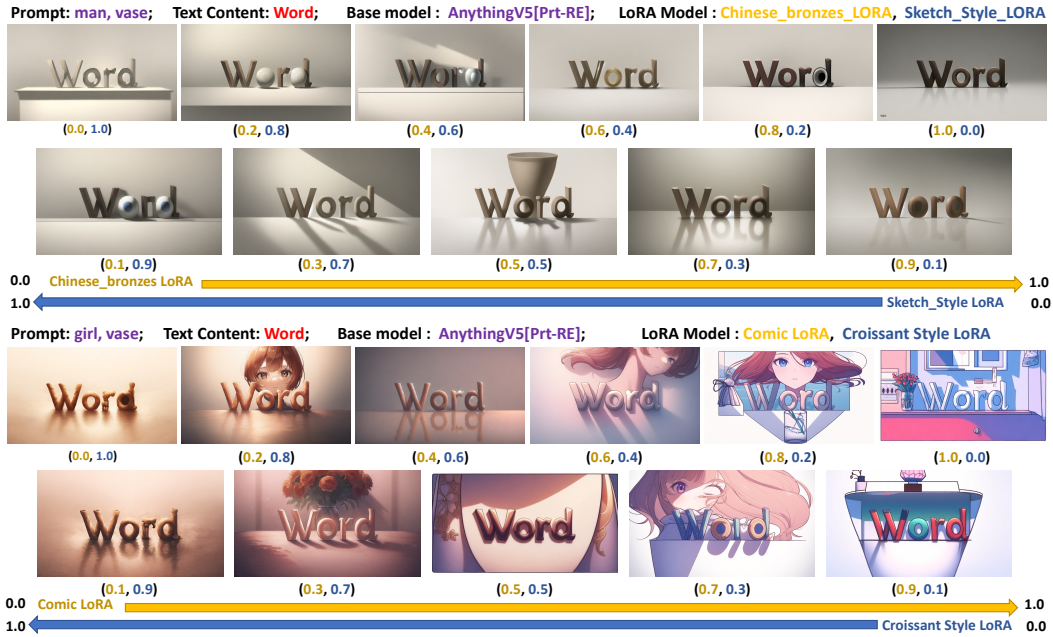 Prompt: man, vase; Text Content: Word; Base model : AnythingV5[Prt-RE]; LoRA Model : Chinese_bronzes_LORA, Sketch_Style_LORA
Word Word Word Word Word Word
(0.0, 1.0) (0.2, 0.8) (0.4, 0.6) (0.6, 0.4) (0.8, 0.2) (1.0, 0.0)
Word Word Word Word Word
(0.1, 0.9) (0.3, 0.7) (0.5, 0.5) (0.7, 0.3) (0.9, 0.1)
0.0 Chinese_bronzes LoRA 1.0
1.0 Sketch_Style LoRA 0.0
Prompt: girl, vase; Text Content: Word; Base model : AnythingV5[Prt-RE]; LoRA Model : Comic LoRA, Croissant Style LoRA
Word Word Word Word Word Word
(0.0, 1.0) (0.2, 0.8) (0.4, 0.6) (0.6, 0.4) (0.8, 0.2) (1.0, 0.0)
Word Word Word Word Word
(0.1, 0.9) (0.3, 0.7) (0.5, 0.5) (0.7, 0.3) (0.9, 0.1)
0.0 Comic LoRA 1.0
1.0 Croissant Style LoRA 0.0